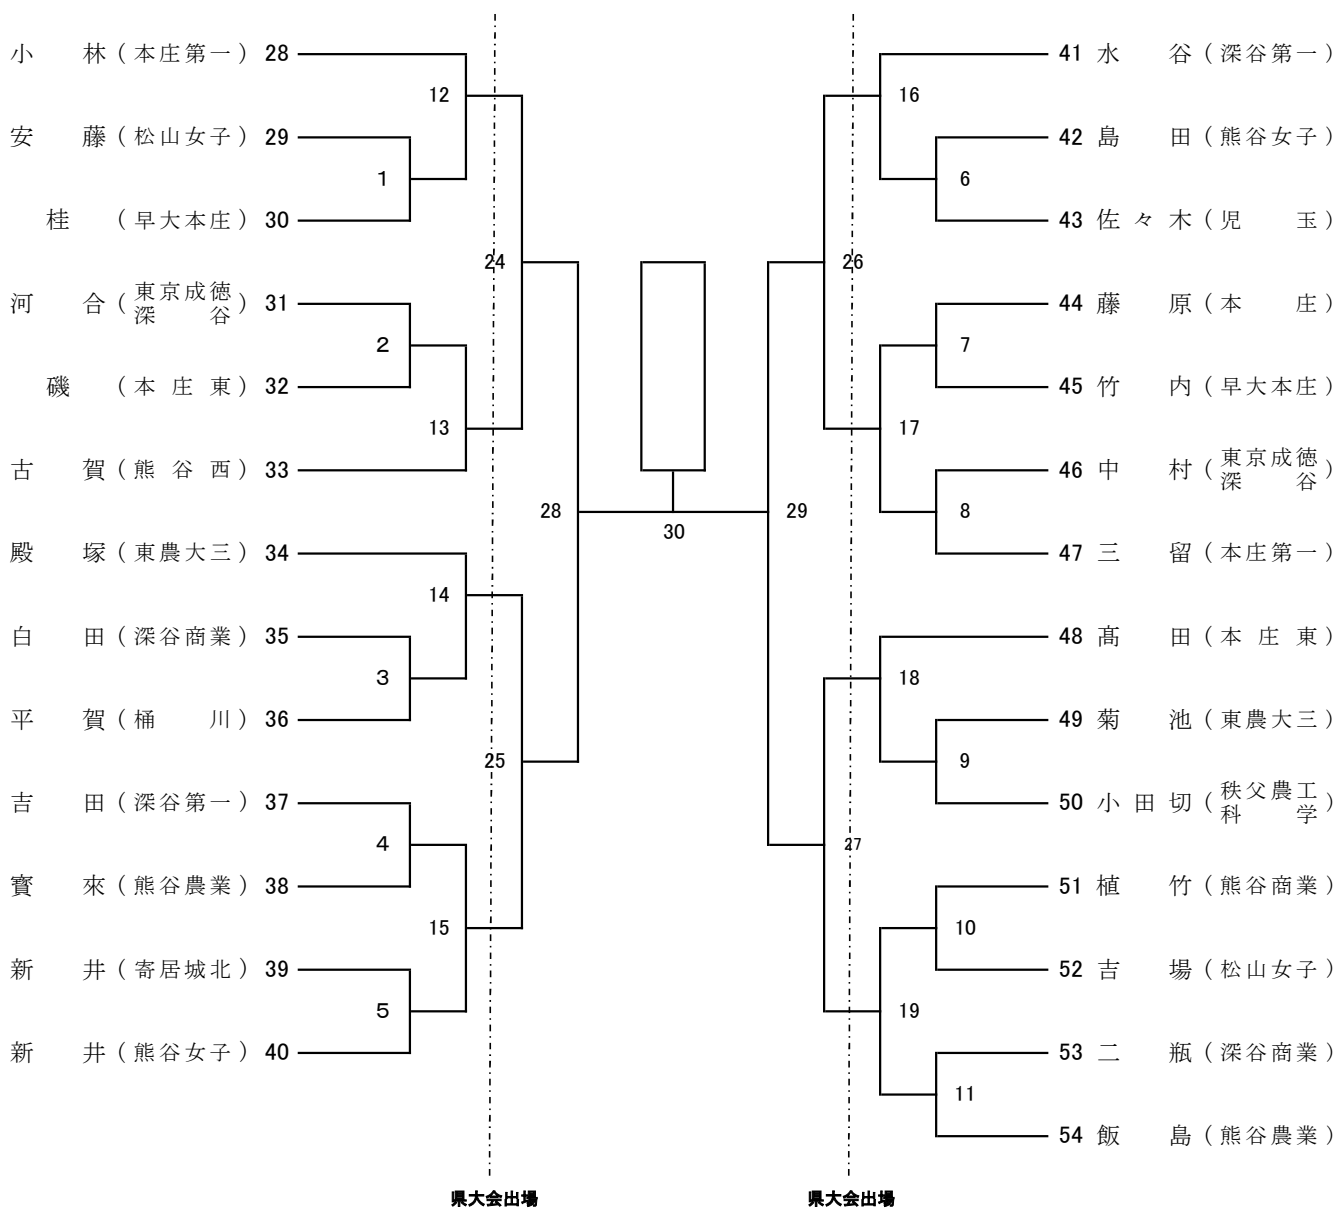 小林（本庄第一）28
安藤（松山女子）29
桂（早大本庄）30
河合（東京成徳深谷）31
磯（本庄東）32
古賀（熊谷西）33
殿塚（東農大三）34
白田（深谷商業）35
平賀（桶川）36
吉田（深谷第一）37
寳來（熊谷農業）38
新井（寄居城北）39
新井（熊谷女子）40
12
1
24
2
13
28
14
3
25
4
15
5
30
16
6
26
7
29
17
8
18
9
27
10
19
11
41 水谷（深谷第一）
42 島田（熊谷女子）
43 佐々木（児玉）
44 藤原（本庄）
45 竹内（早大本庄）
46 中村（東京成徳深谷）
47 三留（本庄第一）
48 髙田（本庄東）
49 菊池（東農大三）
50 小田切（秩父農工科学）
51 植竹（熊谷商業）
52 吉場（松山女子）
53 二瓶（深谷商業）
54 飯島（熊谷農業）
県大会出場
県大会出場